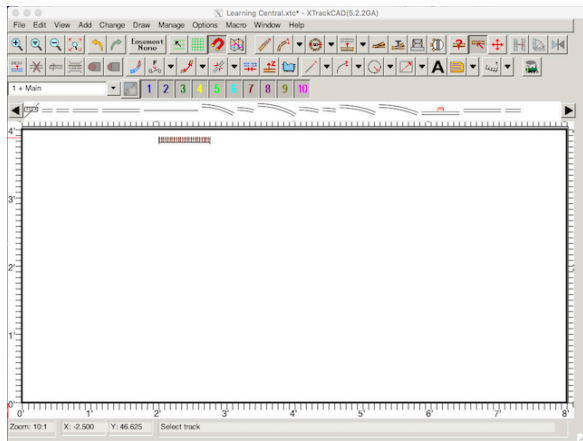 Learning Central.xtc* - XTrackCAD(5.2.2GA)
File Edit View Add Change Draw Manage Options Macro Window Help
Easement
None
A
1 + Main 1 2 3 4 5 6 7 8 9 10
4'
3'
2'
1'
0'
0' 1' 2' 3' 4' 5' 6' 7' 8'
Zoom: 10:1 X: -2.500 Y: 46.625 Select track